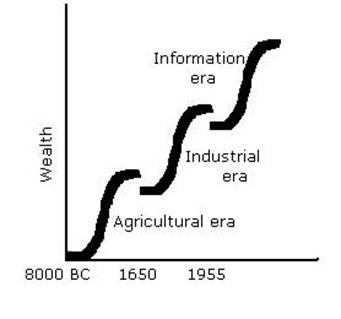 Information
era
Wealth
Industrial
era
Agricultural era
8000 BC 1650 1955